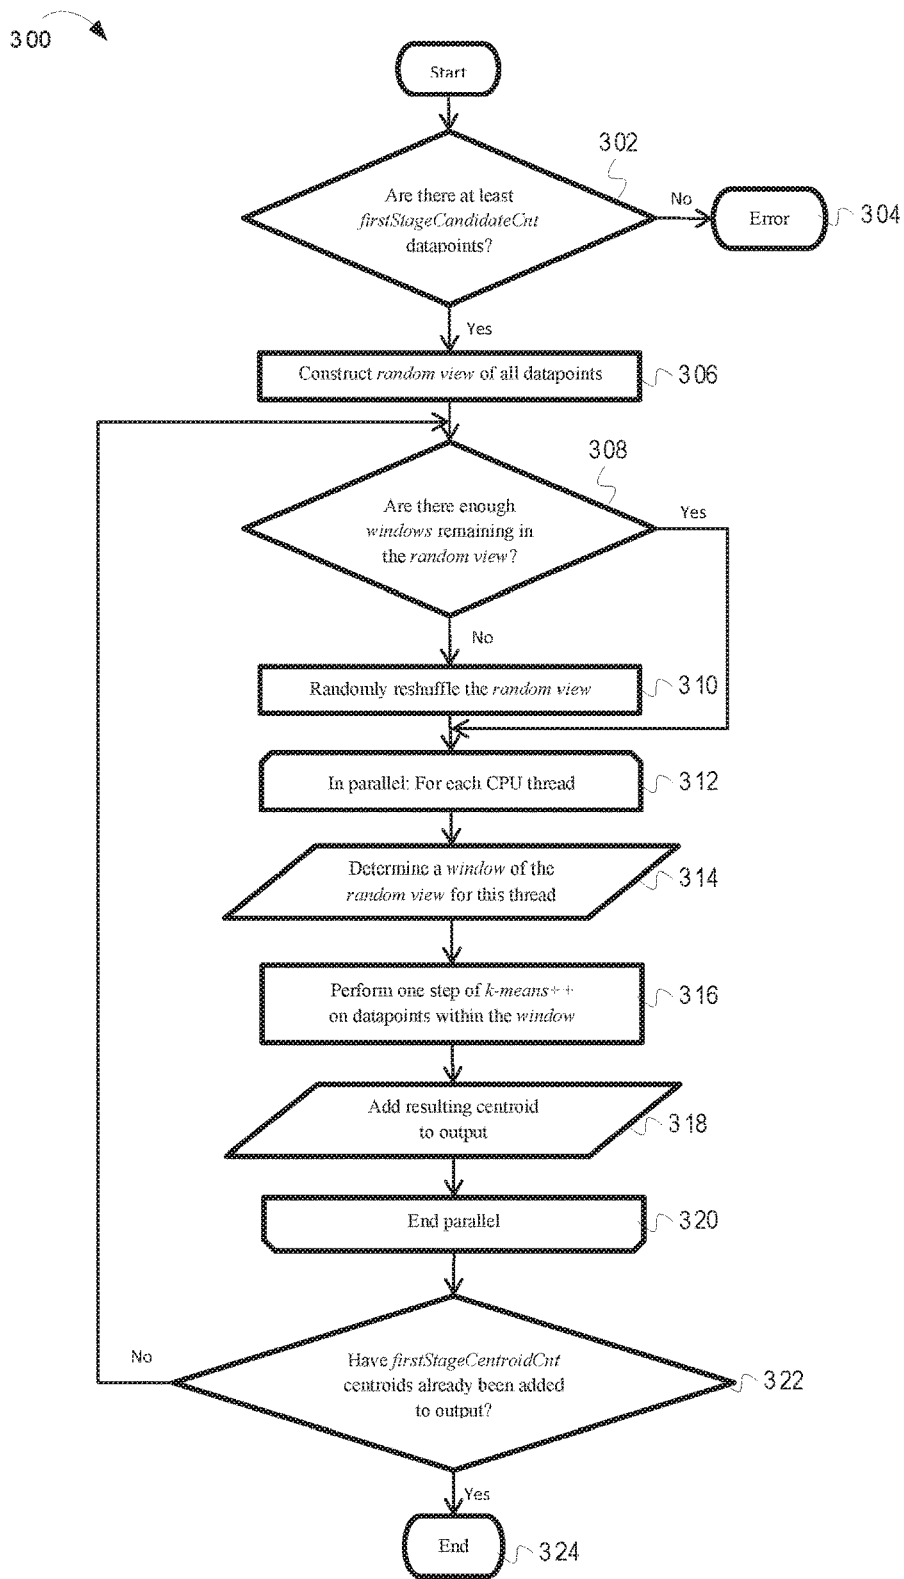 300
Start
302
Are there at least
firstStageCandidateCnt
datapoints?
No
Error
304
Yes
Construct random view of all datapoints
306
308
Are there enough
windows remaining in
the random view?
Yes
No
Randomly reshuffle the random view
310
In parallel: For each CPU thread
312
Determine a window of the
random view for this thread
314
Perform one step of k-means++
on datapoints within the window
316
Add resulting centroid
to output
318
End parallel
320
No
Have firstStageCentroidCnt
centroids already been added
to output?
322
Yes
End
324